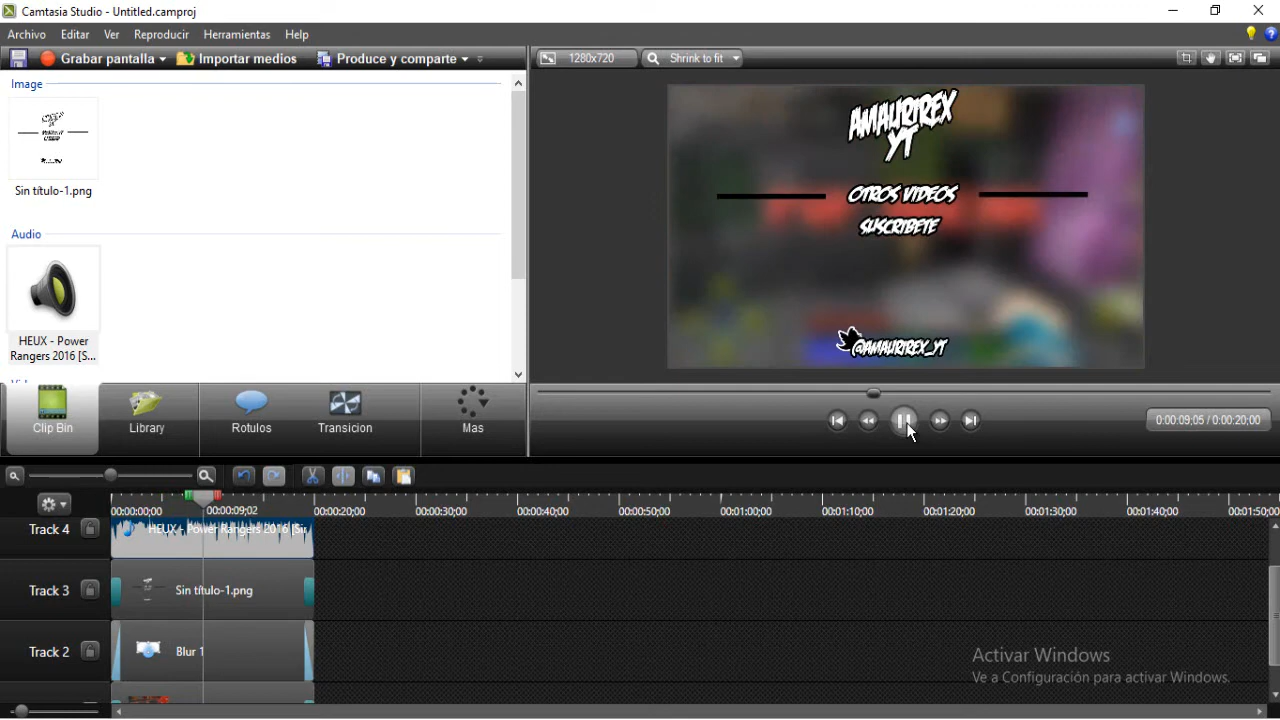 Camtasia Studio - Untitled.camproj
Archivo Editar Ver Reproducir Herramientas Help
Grabar pantalla Importar medios Produce y comparte
1280x720 Shrink to fit
Image
Sin título-1.png
Audio
HEUX - Power
Rangers 2016 [S...
AMAURIREX
YT
OTROS VIDEOS
SUSCRIBETE
@AMAURIREX_YT
Clip Bin Library Rotulos Transicion Mas
0:00:09;05 / 0:00:20;00
00:00:00;00 00:00:09;02 00:00:20;00 00:00:30;00 00:00:40;00 00:00:50;00 00:01:00;00 00:01:10;00 00:01:20;00 00:01:30;00 00:01:40;00 00:01:50;00
Track 4 HEUX - Power Rangers 2016 [Sin
Track 3 Sin título-1.png
Track 2 Blur 1
Activar Windows
Ve a Configuración para activar Windows.